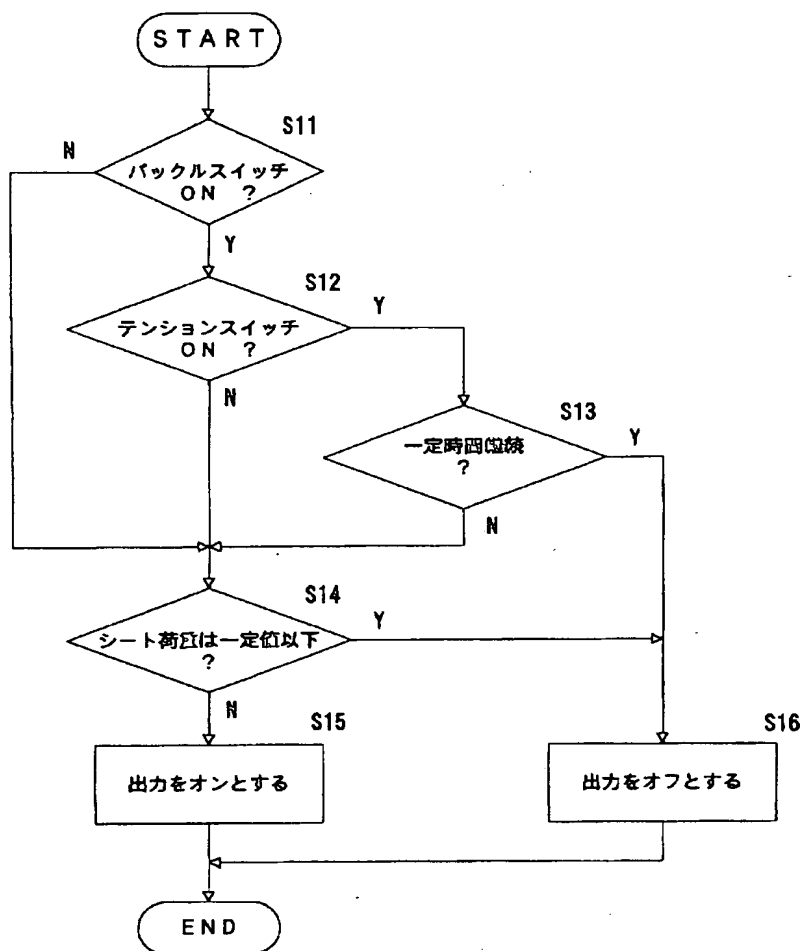 START
S11
N
バックルスイッチ
ON ?
Y
S12
Y
テンションスイッチ
ON ?
N
S13
Y
一定時間継続
?
N
S14
Y
シート荷重は一定値以下
?
N
S15
S16
出力をオンとする
出力をオフとする
END